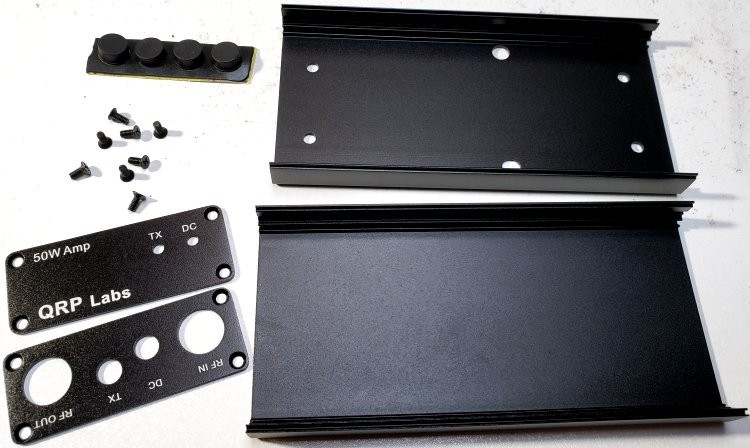 TX DC
50W Amp
QRP Labs
RF OUT TX DC RF IN